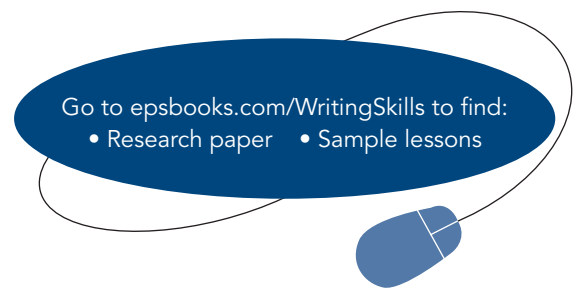 Go to epsbooks.com/WritingSkills to find:
• Research paper • Sample lessons